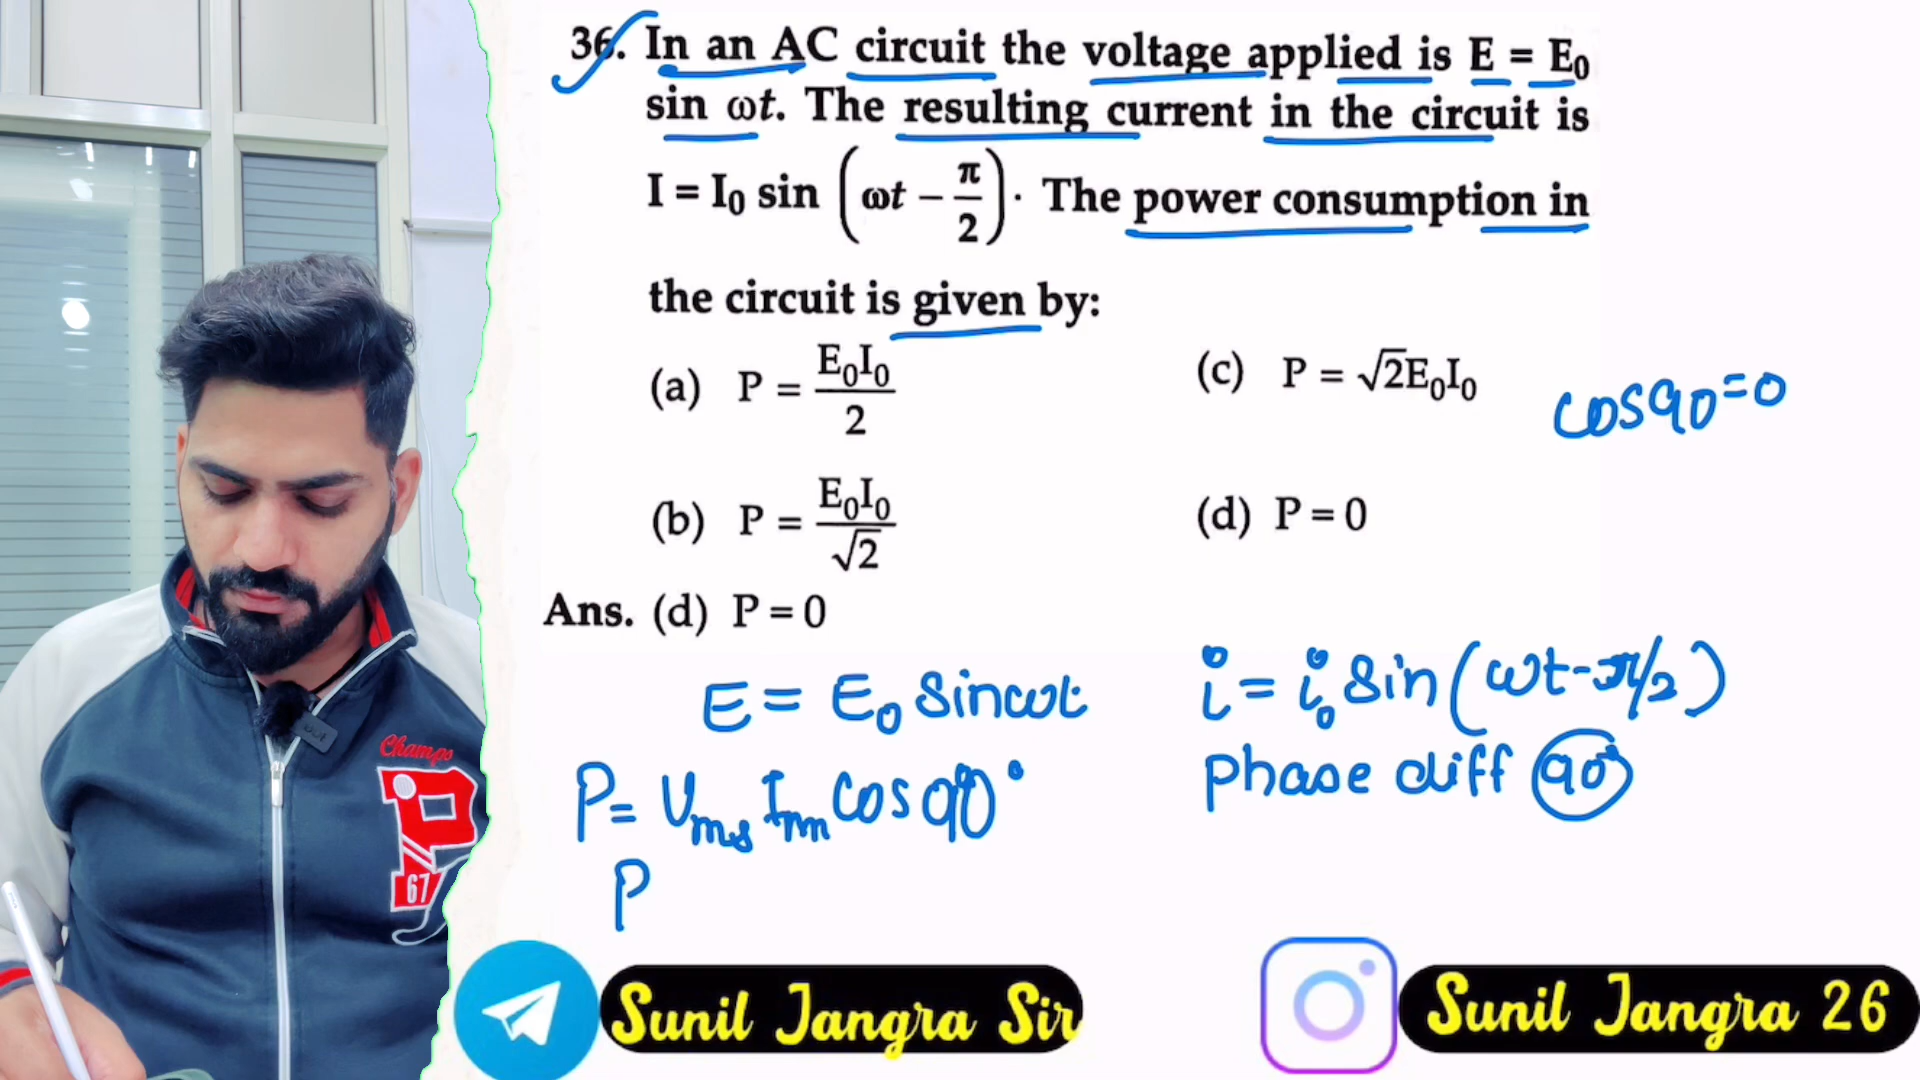 36. In an AC circuit the voltage applied is E = E₀
sin ωt. The resulting current in the circuit is
I = I₀ sin (ωt − π/2). The power consumption in
the circuit is given by:
(a) P = E₀I₀/2
(c) P = √2E₀I₀
cos90=0
(b) P = E₀I₀/√2
(d) P = 0
Ans. (d) P = 0
E = E₀ Sinωt
i = i₀ Sin(ωt-π/2)
Phase diff 90°
P = Vrms Irm Cos90°
P
Champs
67
Sunil Jangra Sir
Sunil Jangra 26